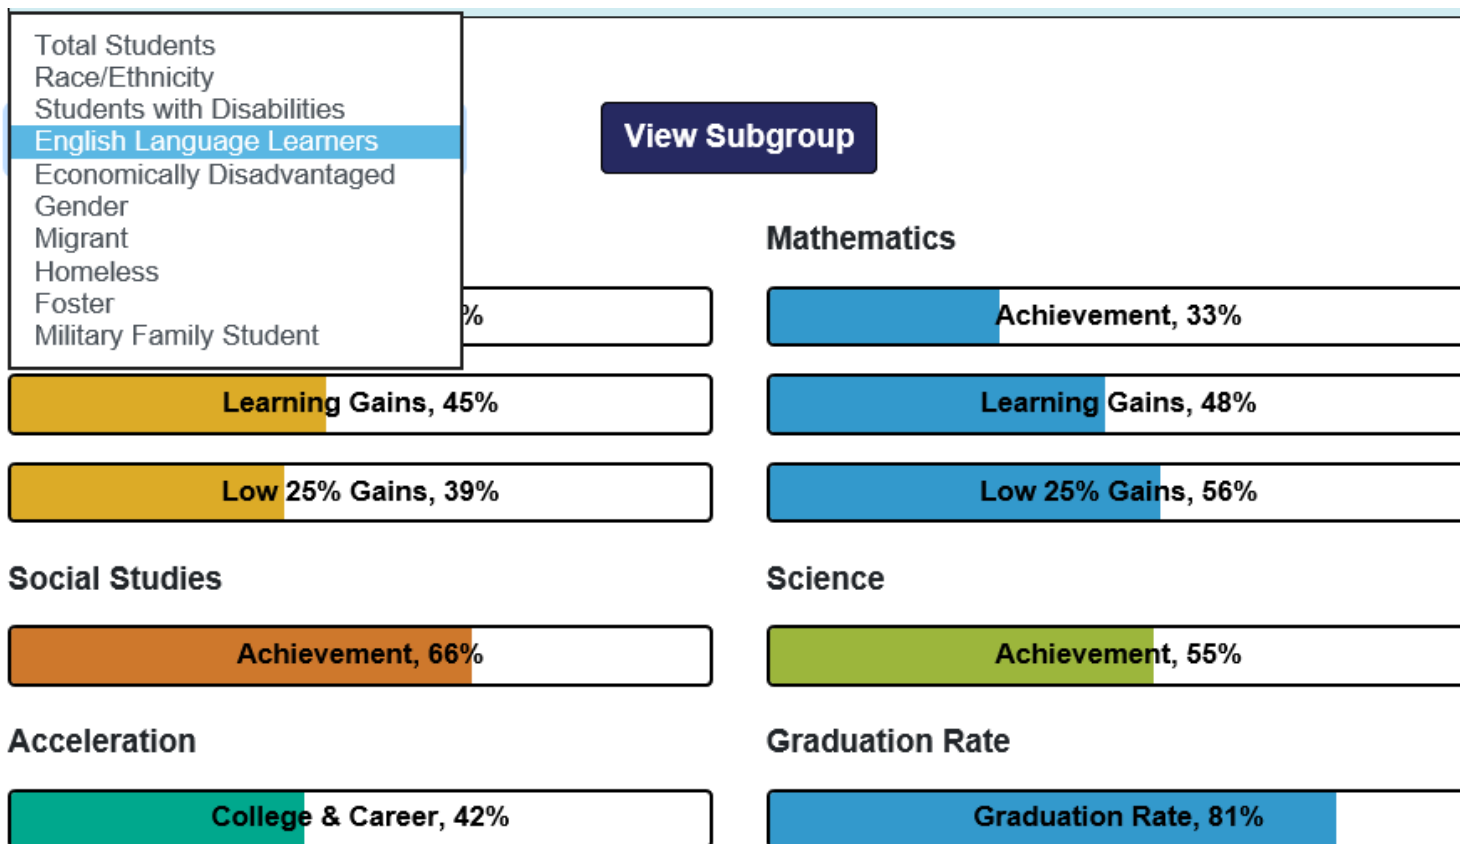 Total Students
Race/Ethnicity
Students with Disabilities
English Language Learners
Economically Disadvantaged
Gender
Migrant
Homeless
Foster
Military Family Student
View Subgroup
%
Learning Gains, 45%
Low 25% Gains, 39%
Mathematics
Achievement, 33%
Learning Gains, 48%
Low 25% Gains, 56%
Social Studies
Achievement, 66%
Science
Achievement, 55%
Acceleration
College & Career, 42%
Graduation Rate
Graduation Rate, 81%